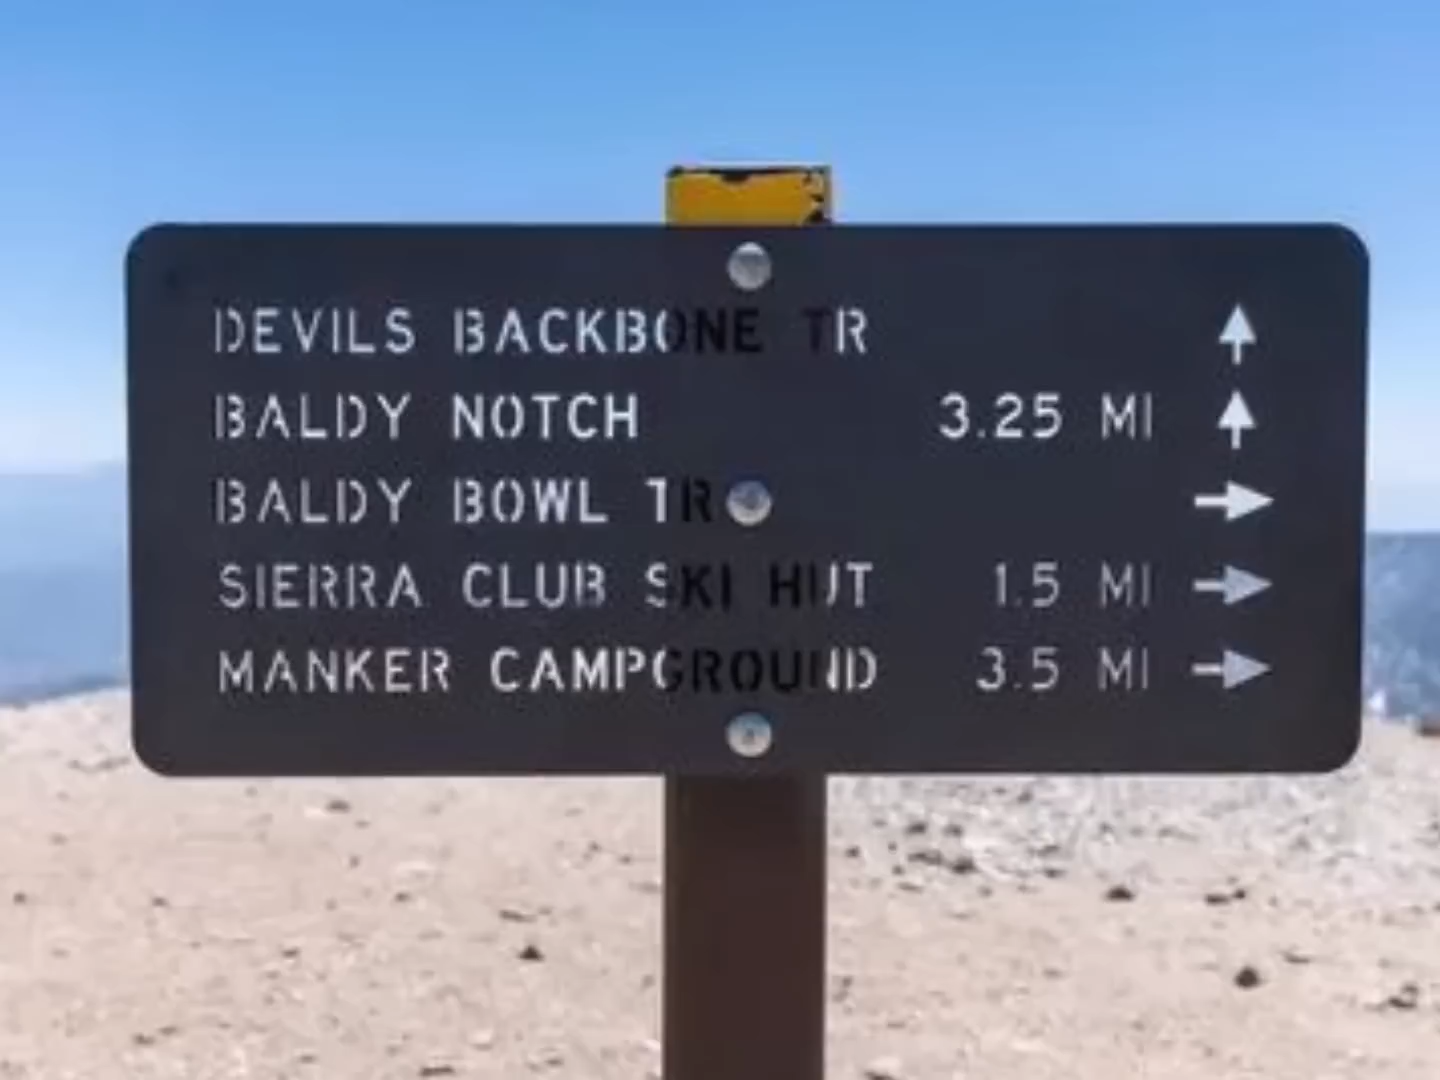 DEVILS BACKBONE TR
BALDY NOTCH 3.25 MI
BALDY BOWL TR
SIERRA CLUB SKI HUT 1.5 MI
MANKER CAMPGROUND 3.5 MI